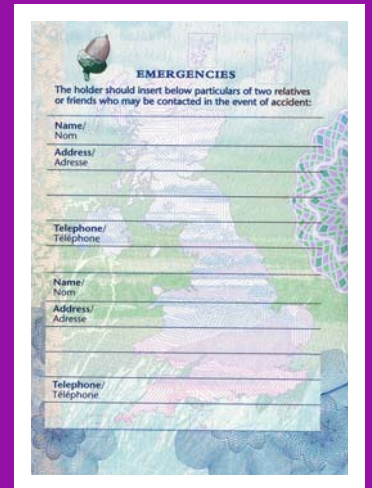 EMERGENCIES
The holder should insert below particulars of two relatives
or friends who may be contacted in the event of accident:
Name/
Nom
Address/
Adresse
Telephone/
Téléphone
Name/
Nom
Address/
Adresse
Telephone/
Téléphone